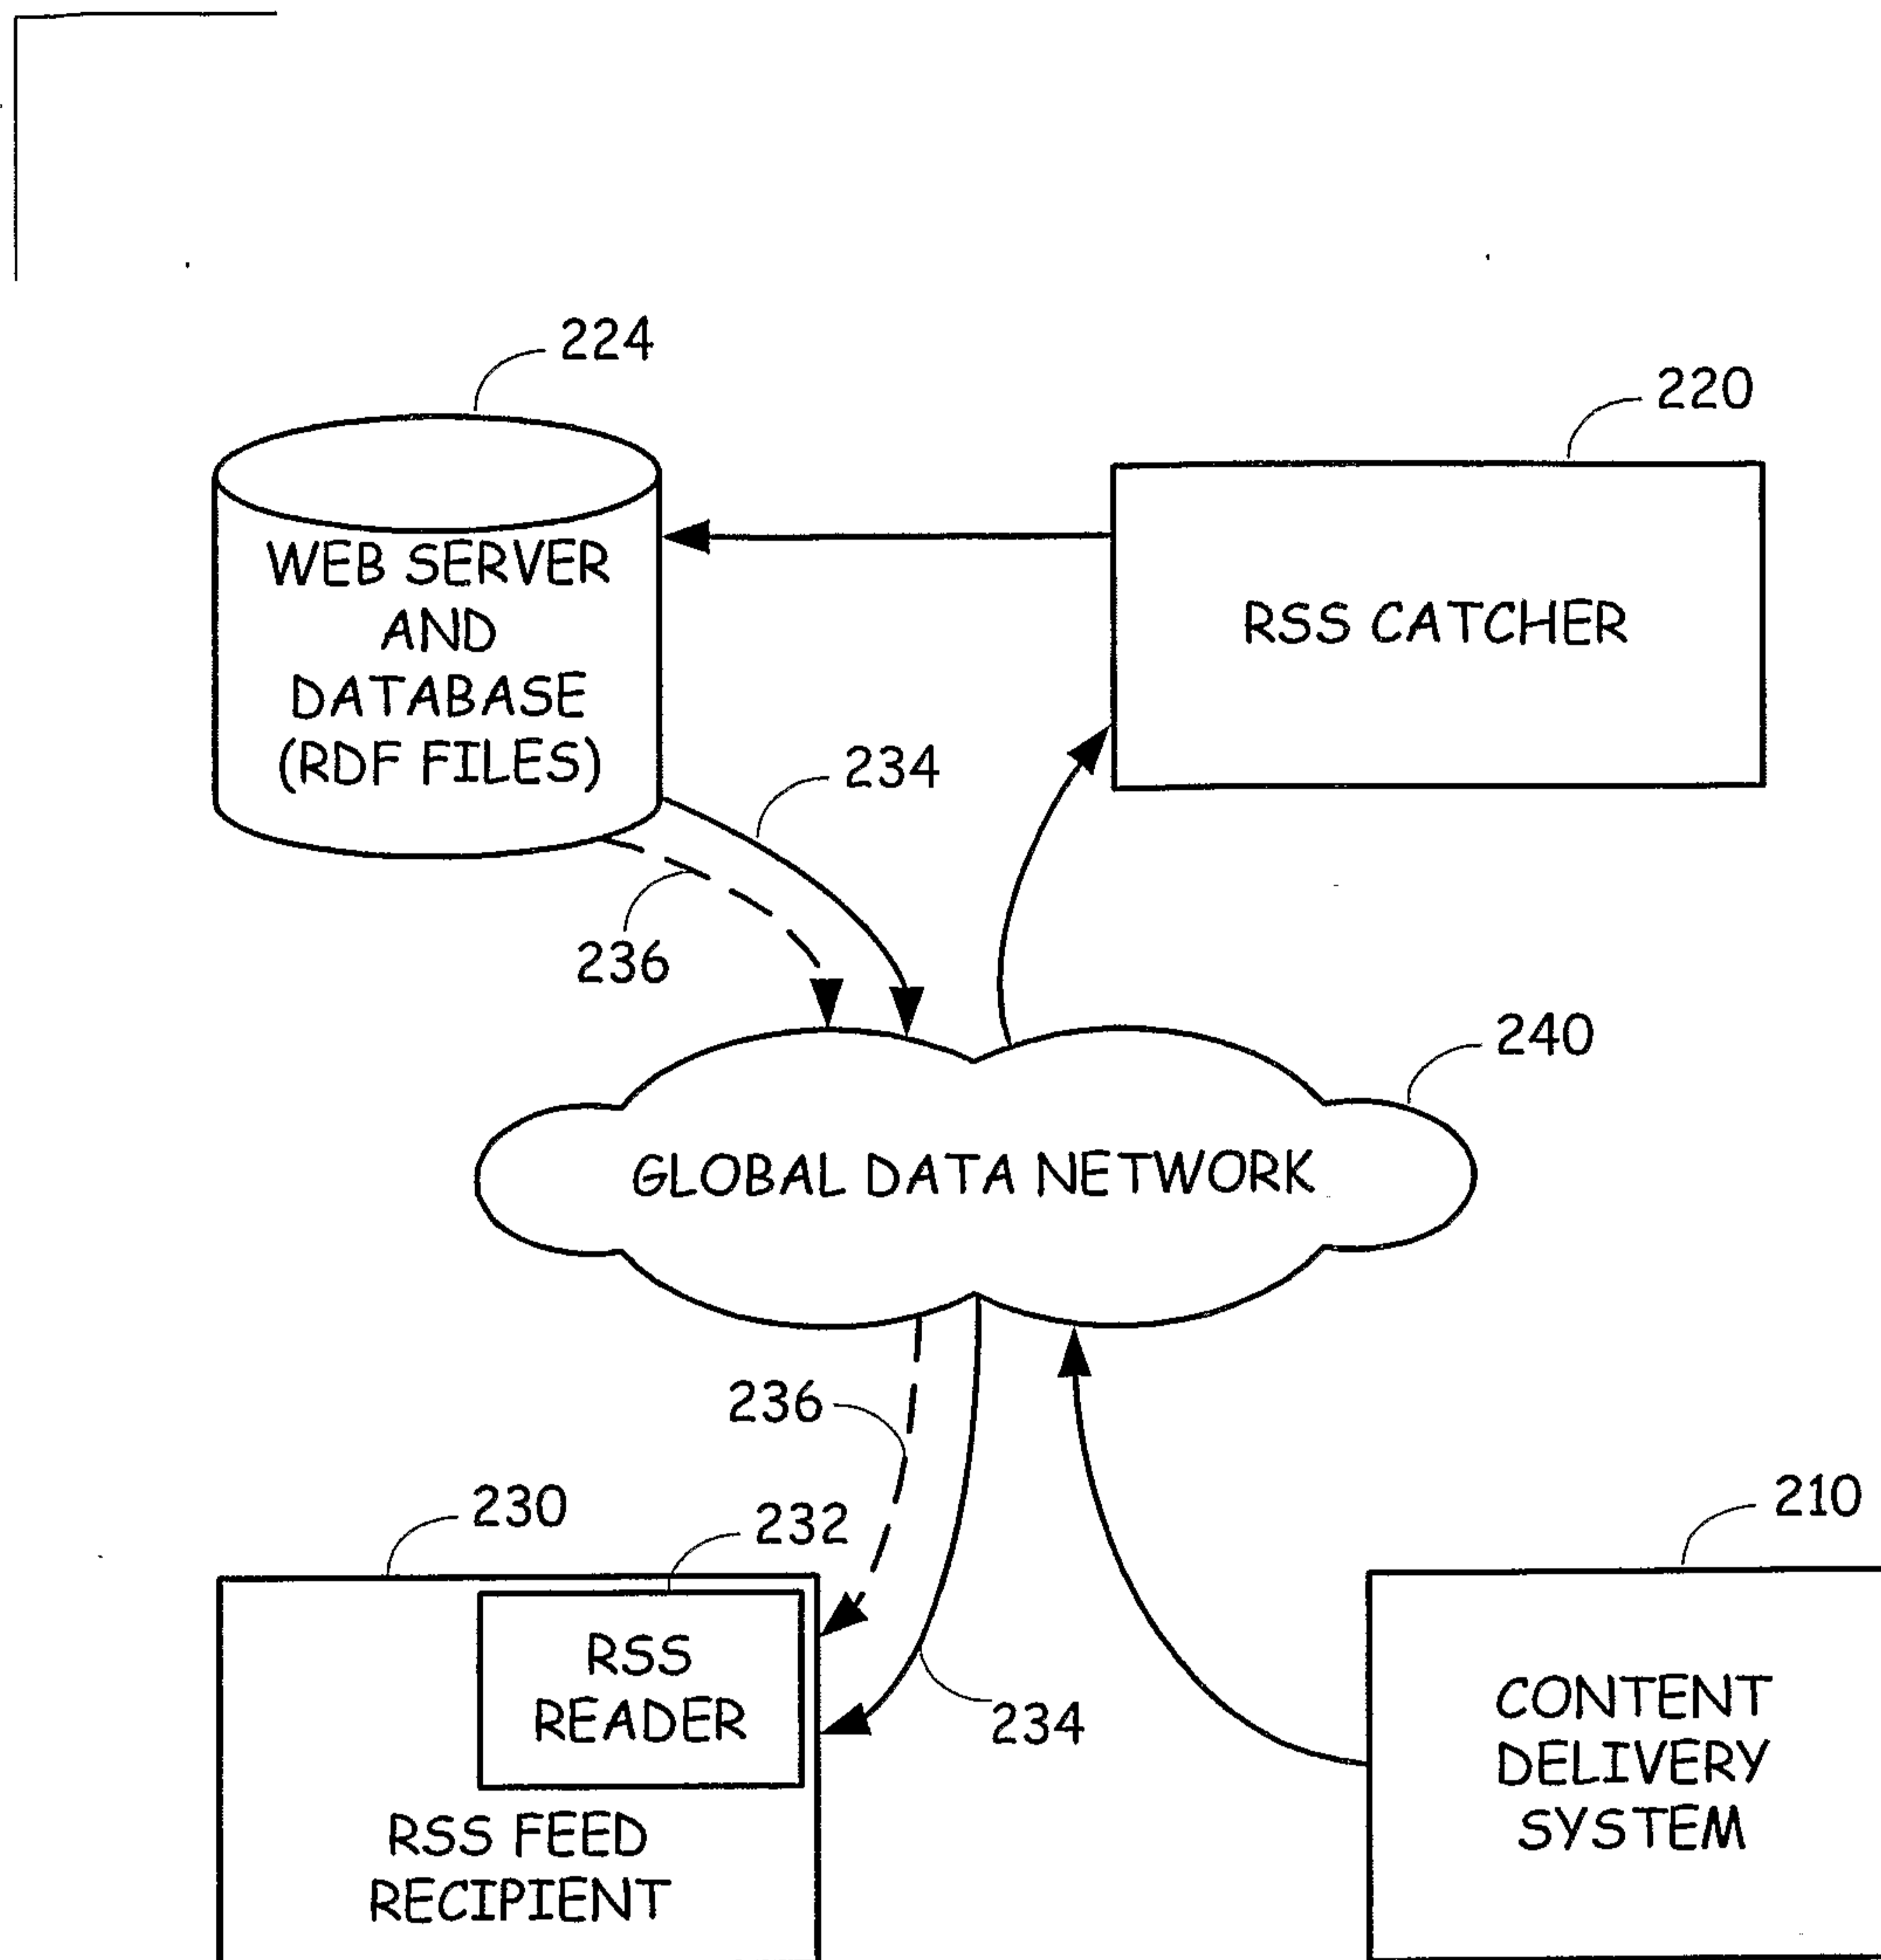 224
220
WEB SERVER
AND
DATABASE
(RDF FILES)
RSS CATCHER
234
236
240
GLOBAL DATA NETWORK
236
230
232
210
RSS
READER
234
RSS FEED
RECIPIENT
CONTENT
DELIVERY
SYSTEM